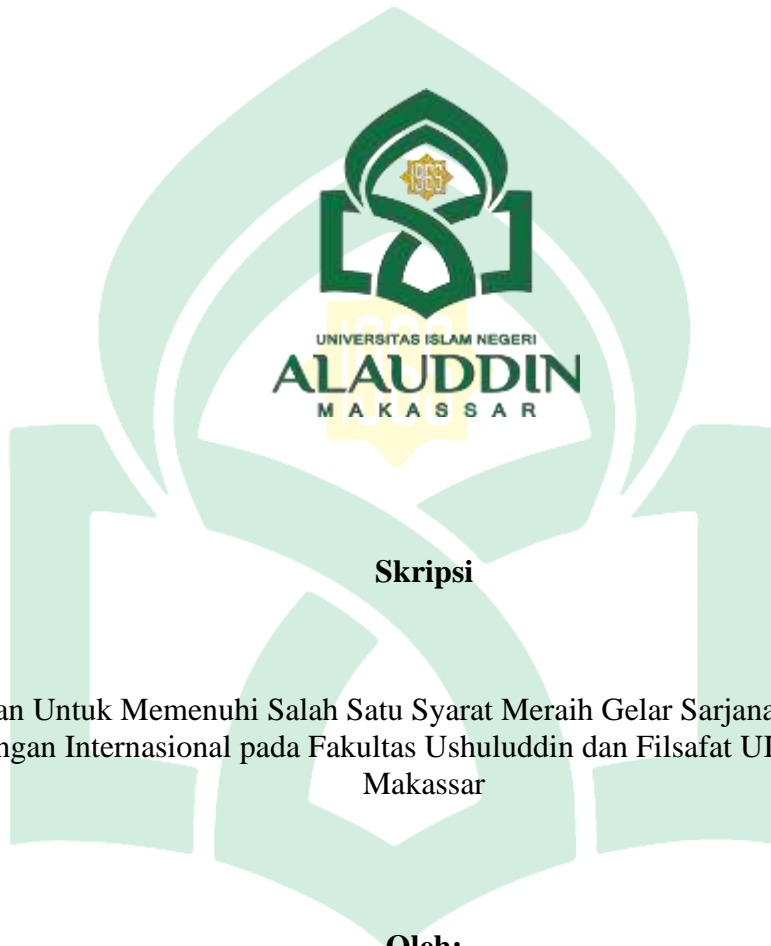 1965
UNIVERSITAS ISLAM NEGERI
ALAUDDIN
MAKASSAR
Skripsi
an Untuk Memenuhi Salah Satu Syarat Meraih Gelar Sarjana
ngan Internasional pada Fakultas Ushuluddin dan Filsafat
Makassar
Oleh: